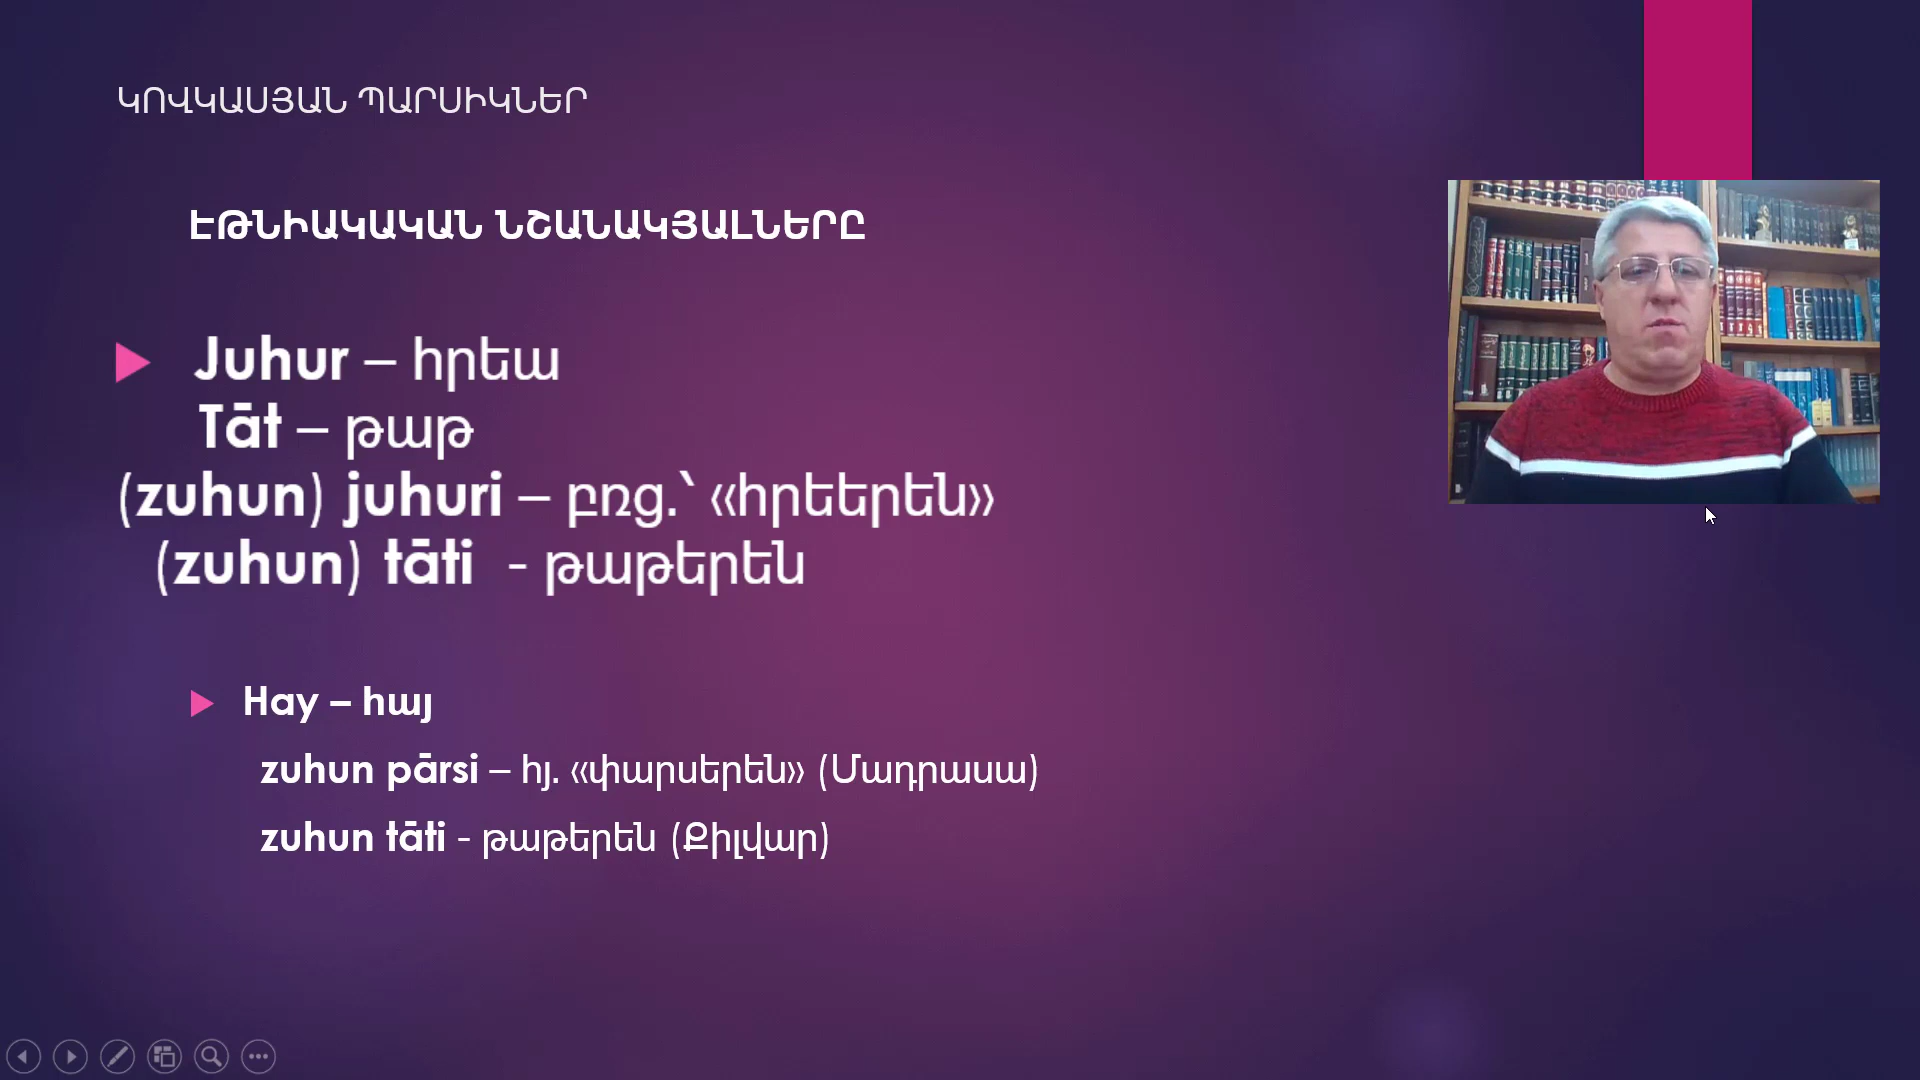 ԿՈՎԿԱՍՅԱՆ ՊԱՐՍԻԿՆԵՐ
ԷԹՆԻԱԿԱԿԱՆ ՆՇԱՆԱԿՅԱԼՆԵՐԸ
Juhur – հրեա
Tāt – թաթ
(zuhun) juhuri – բռց.՝ «հրեերեն»
(zuhun) tāti - թաթերեն
Hay – հայ
zuhun pārsi – հյ. «փարսերեն» (Մադրասա)
zuhun tāti - թաթերեն (Քիլվար)